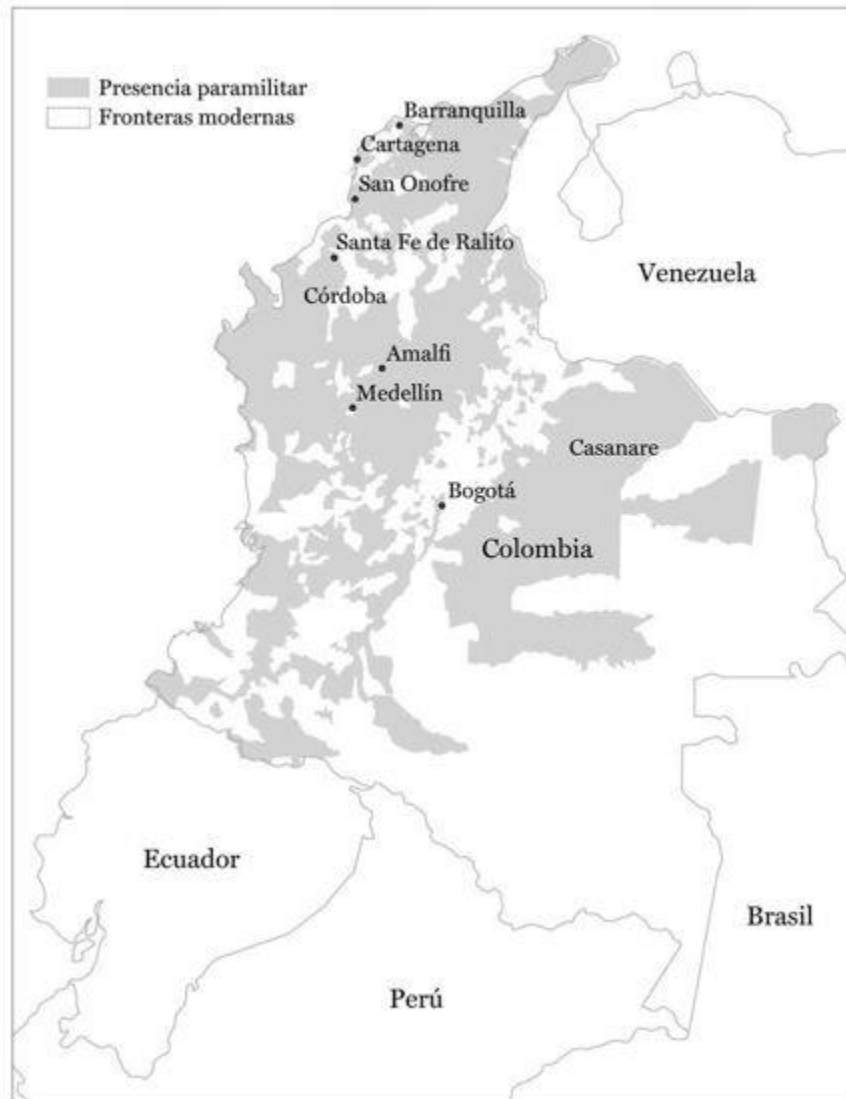 Presencia paramilitar
Fronteras modernas
Barranquilla
Cartagena
San Onofre
Santa Fe de Ralito
Venezuela
Córdoba
Amalfi
Medellín
Casanare
Bogotá
Colombia
Ecuador
Brasil
Perú